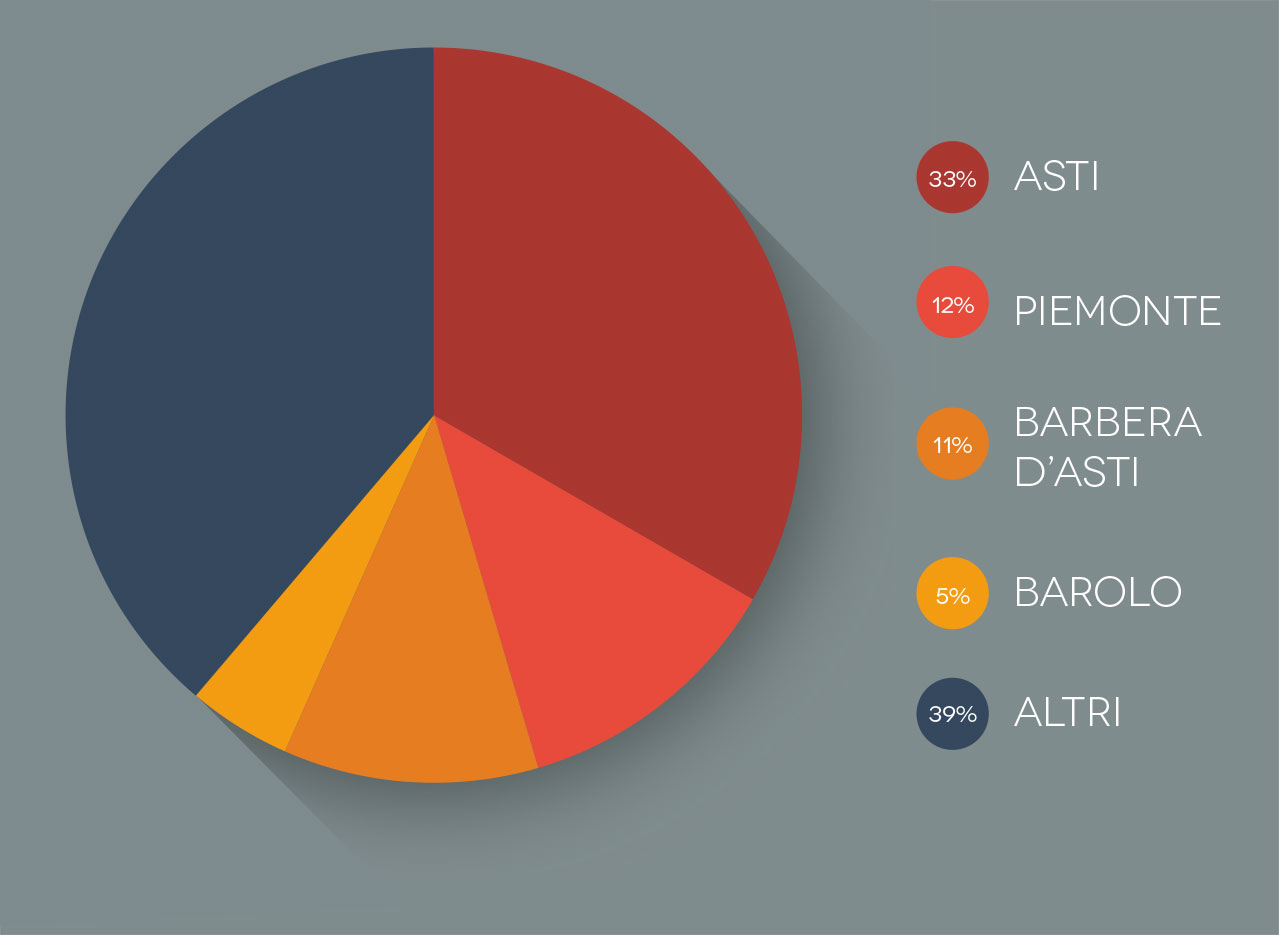 33% ASTI
12% PIEMONTE
11% BARBERA
D'ASTI
5% BAROLO
39% ALTRI